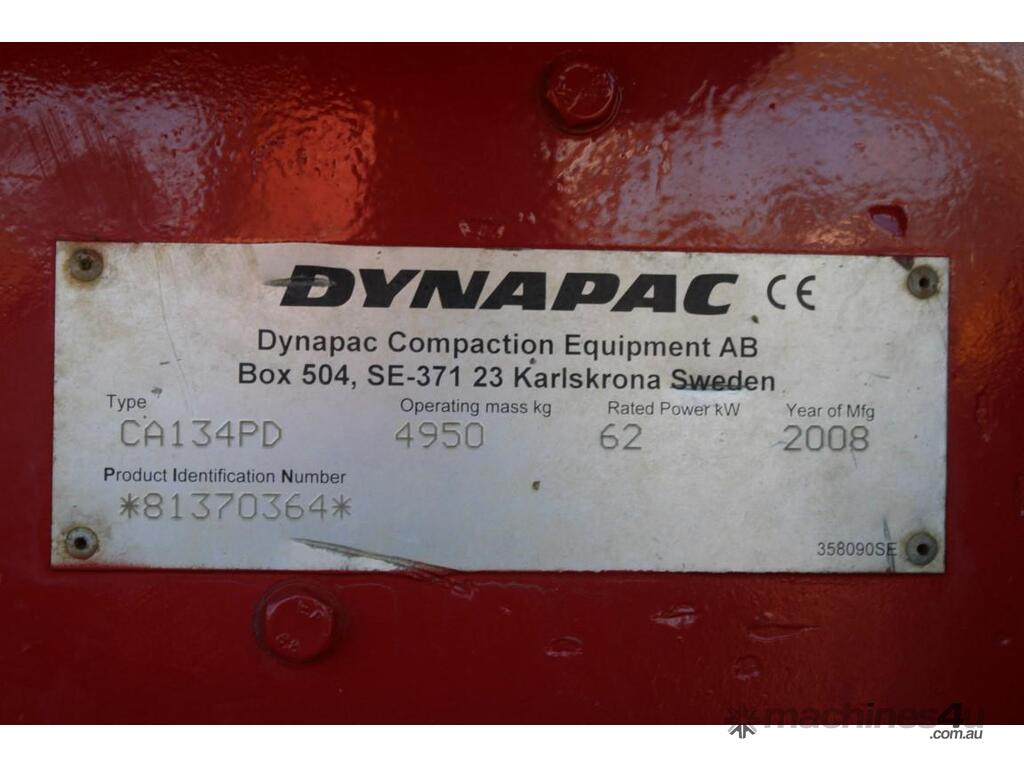 DYNAPAC CE
Dynapac Compaction Equipment AB
Box 504, SE-371 23 Karlskrona Sweden
Type Operating mass kg Rated Power kW Year of Mfg
CA134PD 4950 62 2008
Product Identification Number
*81370364*
358090SE
machines4u
.com.au